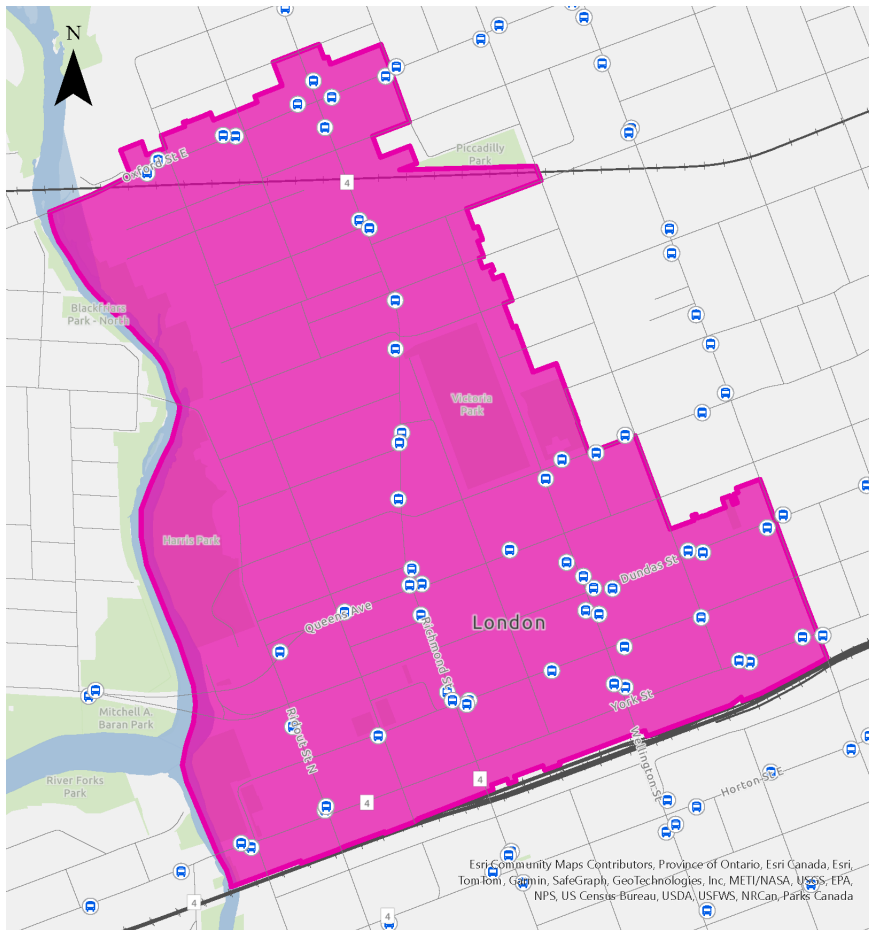 N
Piccadilly
Park
Oxford St E
4
Blackfriars
Park - North
Victoria
Park
Harris Park
Dundas St
Queens Ave
London
Richmond St
Mitchell A.
Baran Park
Ridout St N
York St
River Forks
Park
Wellington St
4
Horton St E
4
Esri Community Maps Contributors, Province of Ontario, Esri Canada, Esri,
TomTom, Garmin, SafeGraph, GeoTechnologies, Inc, METI/NASA, USGS, EPA,
NPS, US Census Bureau, USDA, USFWS, NRCan, Parks Canada
4
4